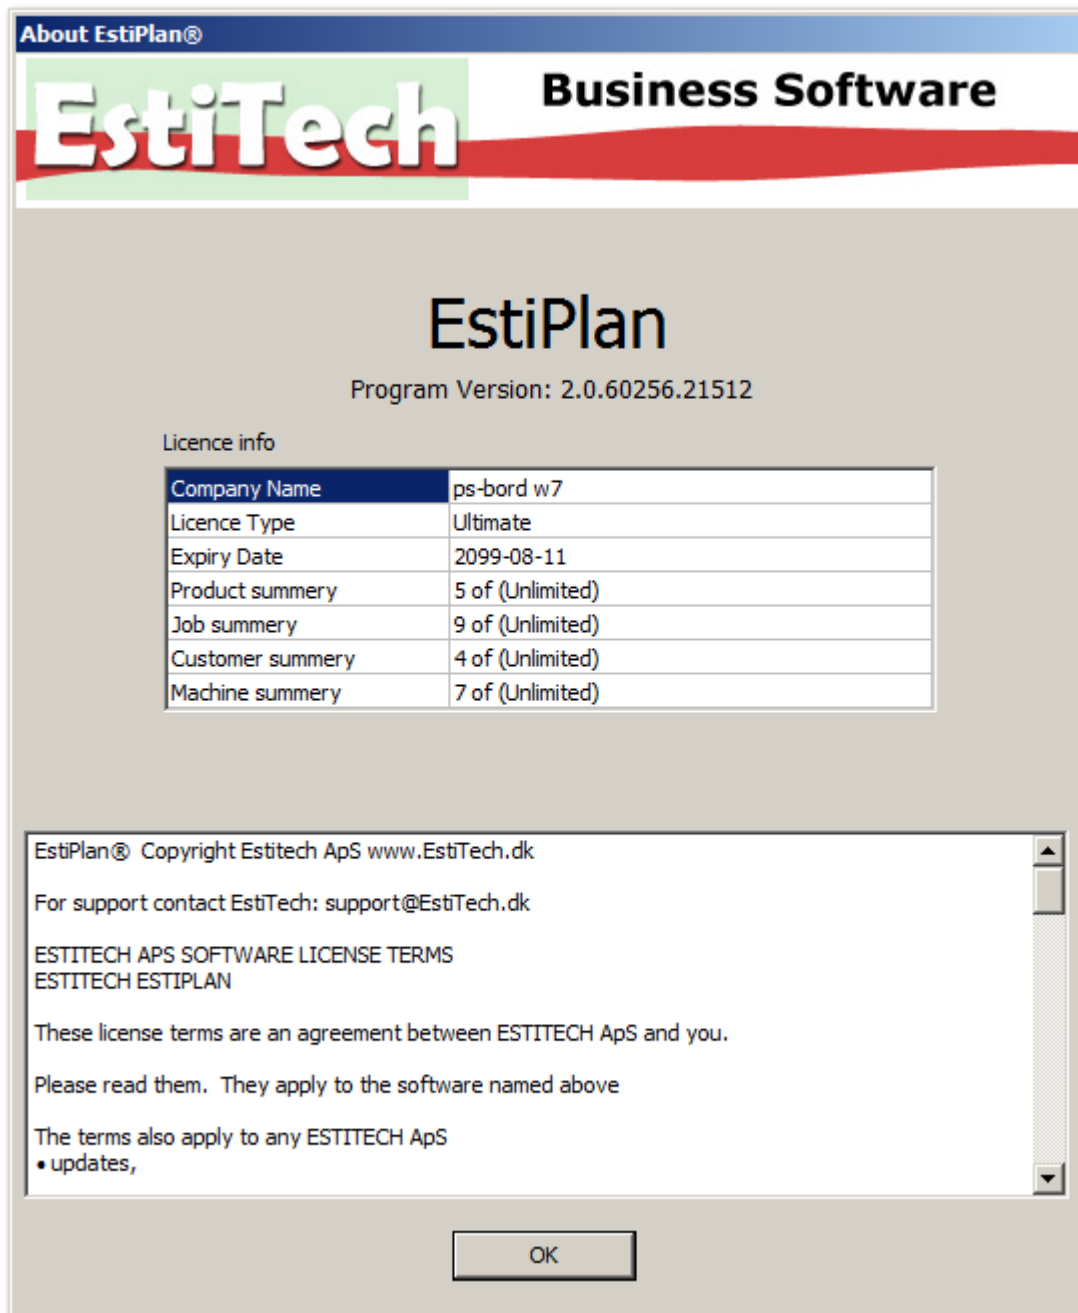 About EstiPlan®
EstiTech
Business Software
EstiPlan
Program Version: 2.0.60256.21512
Licence info
Company Name ps-bord w7
Licence Type Ultimate
Expiry Date 2099-08-11
Product summery 5 of (Unlimited)
Job summery 9 of (Unlimited)
Customer summery 4 of (Unlimited)
Machine summery 7 of (Unlimited)
EstiPlan® Copyright Estitech ApS www.EstiTech.dk
For support contact EstiTech: support@EstiTech.dk
ESTITECH APS SOFTWARE LICENSE TERMS
ESTITECH ESTIPLAN
These license terms are an agreement between ESTITECH ApS and you.
Please read them.  They apply to the software named above
The terms also apply to any ESTITECH ApS
• updates,
OK